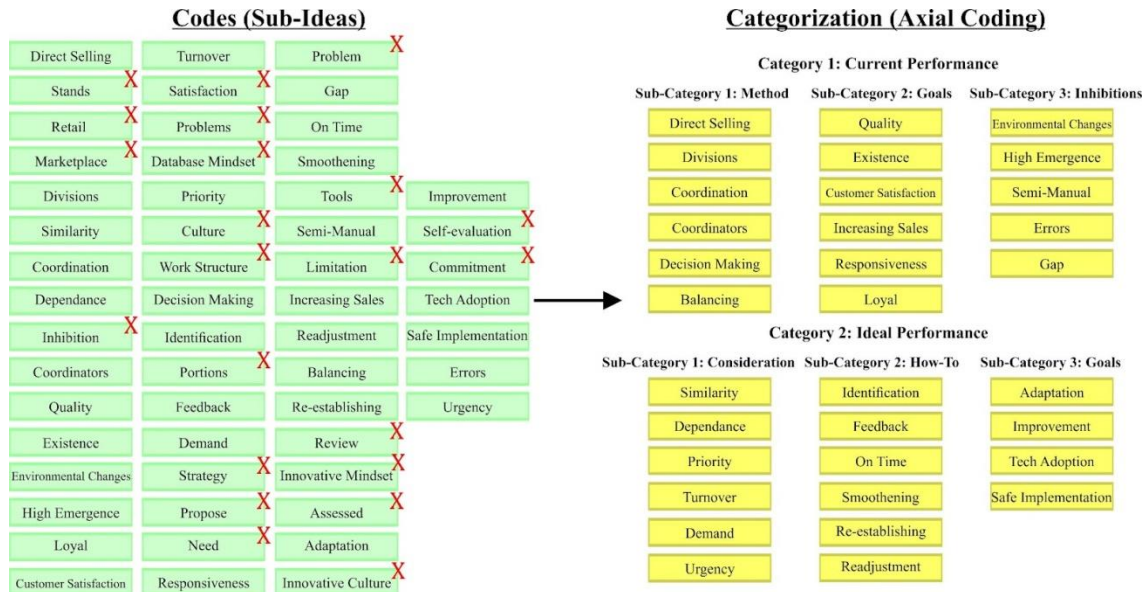 Codes (Sub-Ideas)
Direct Selling Turnover Problem X
Stands X Satisfaction X Gap
Retail X Problems X On Time
Marketplace X Database Mindset X Smoothening
Divisions Priority Tools X Improvement
Similarity Culture X Semi-Manual Self-evaluation X
Coordination Work Structure X Limitation X Commitment X
Dependance Decision Making Increasing Sales Tech Adoption
Inhibition X Identification Readjustment Safe Implementation
Coordinators Portions X Balancing Errors
Quality Feedback Re-establishing Urgency
Existence Demand Review X
Environmental Changes Strategy X Innovative Mindset X
High Emergence Propose X Assessed X
Loyal Need X Adaptation
Customer Satisfaction Responsiveness Innovative Culture X
Categorization (Axial Coding)
Category 1: Current Performance
Sub-Category 1: Method Sub-Category 2: Goals Sub-Category 3: Inhibitions
Direct Selling Quality Environmental Changes
Divisions Existence High Emergence
Coordination Customer Satisfaction Semi-Manual
Coordinators Increasing Sales Errors
Decision Making Responsiveness Gap
Balancing Loyal
Category 2: Ideal Performance
Sub-Category 1: Consideration Sub-Category 2: How-To Sub-Category 3: Goals
Similarity Identification Adaptation
Dependance Feedback Improvement
Priority On Time Tech Adoption
Turnover Smoothening Safe Implementation
Demand Re-establishing
Urgency Readjustment